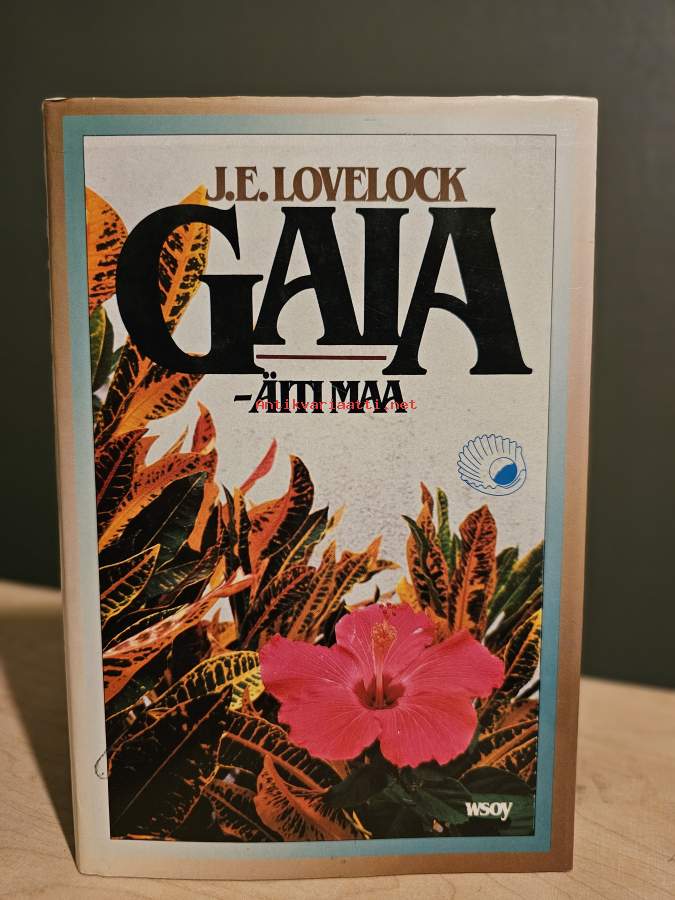 J.E. LOVELOCK
GAIA
–ÄITI MAA
Antikvariaatti.net
wsoy